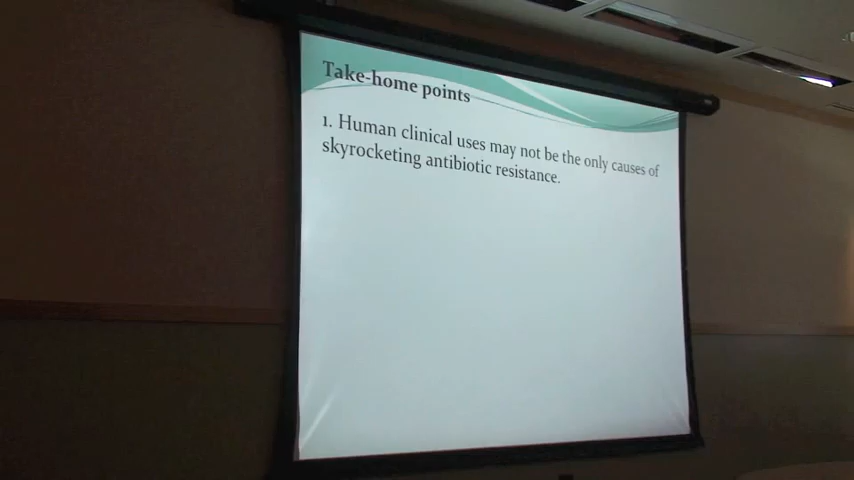 Take-home points
1. Human clinical uses may not be the only causes of
skyrocketing antibiotic resistance.